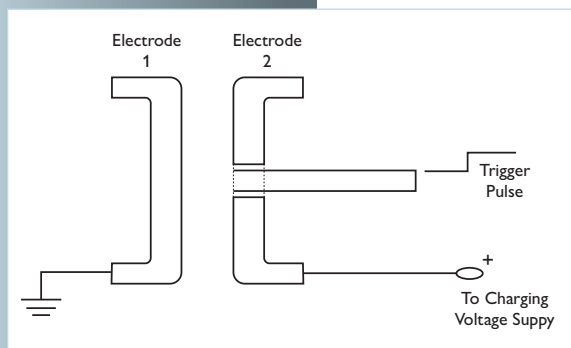 Electrode
1
Electrode
2
Trigger
Pulse
+
To Charging
Voltage Suppy